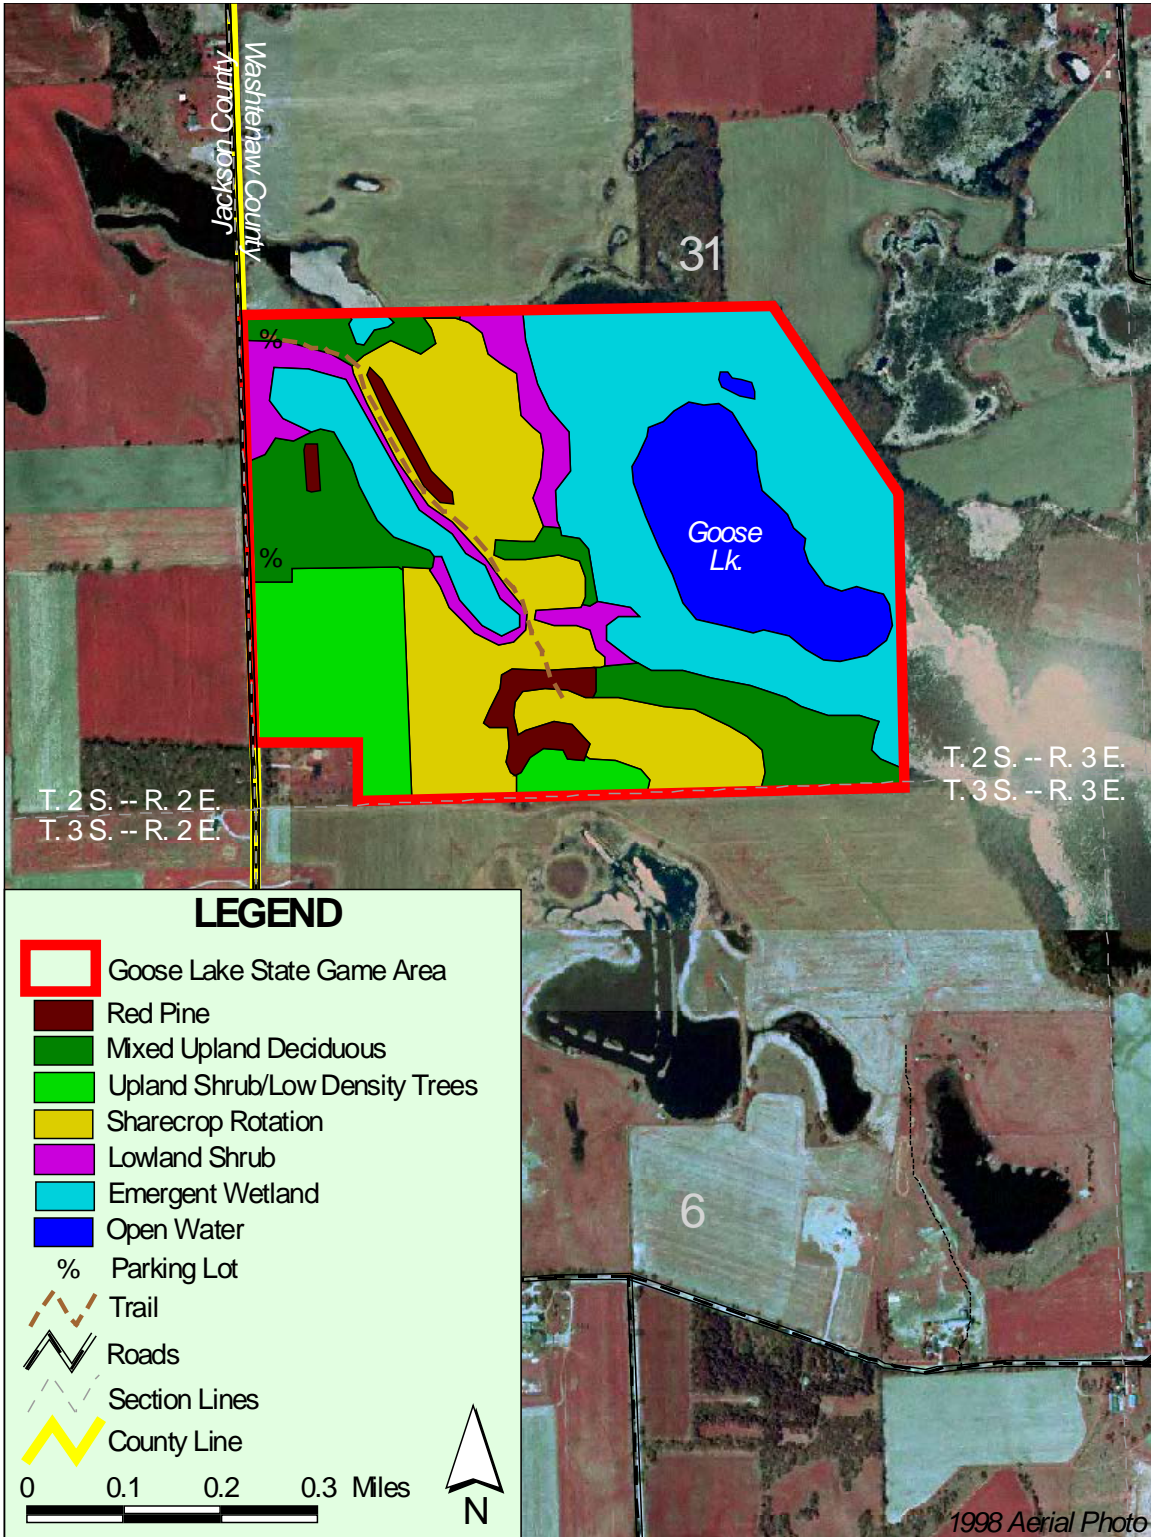 Jackson County
Washtenaw County
31
%
%
Goose
Lk.
T. 2 S. -- R. 3 E.
T. 3 S. -- R. 3 E.
T. 2 S. -- R. 2 E.
T. 3 S. -- R. 2 E.
6
LEGEND
Goose Lake State Game Area
Red Pine
Mixed Upland Deciduous
Upland Shrub/Low Density Trees
Sharecrop Rotation
Lowland Shrub
Emergent Wetland
Open Water
% Parking Lot
Trail
Roads
Section Lines
County Line
0 0.1 0.2 0.3 Miles
N
1998 Aerial Photo